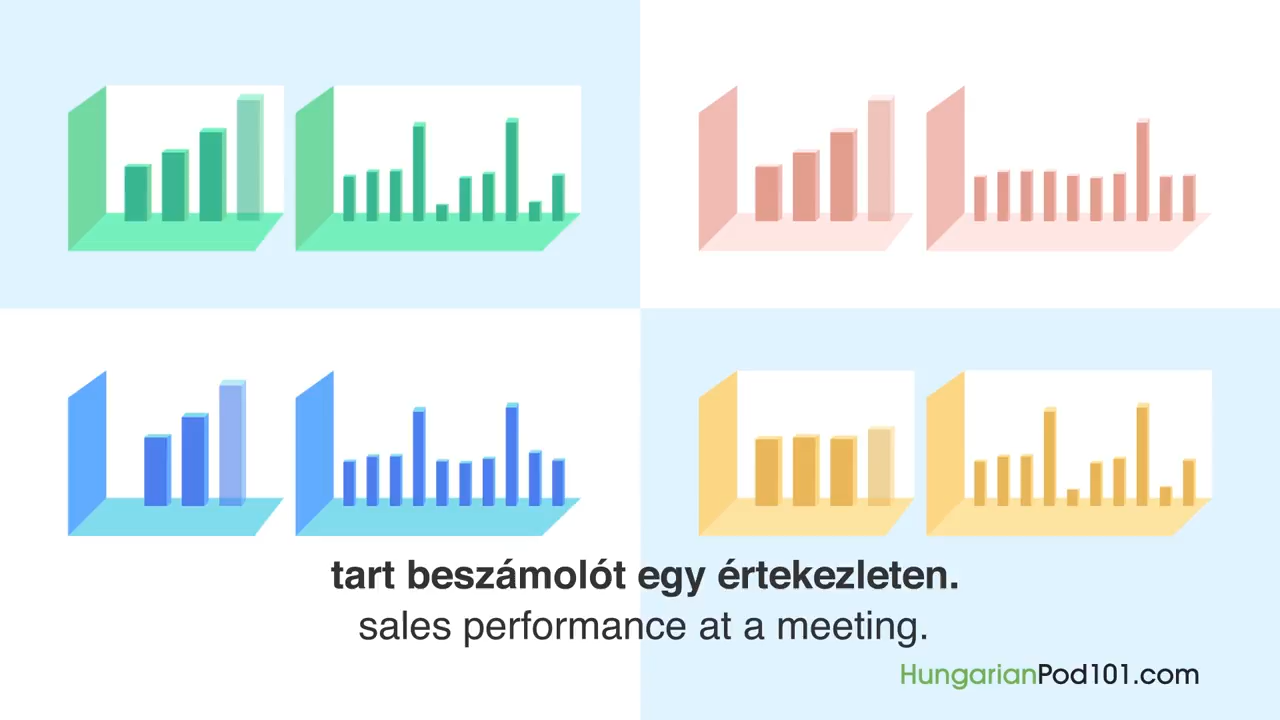 tart beszámolót egy értekezleten.
sales performance at a meeting.
HungarianPod101.com